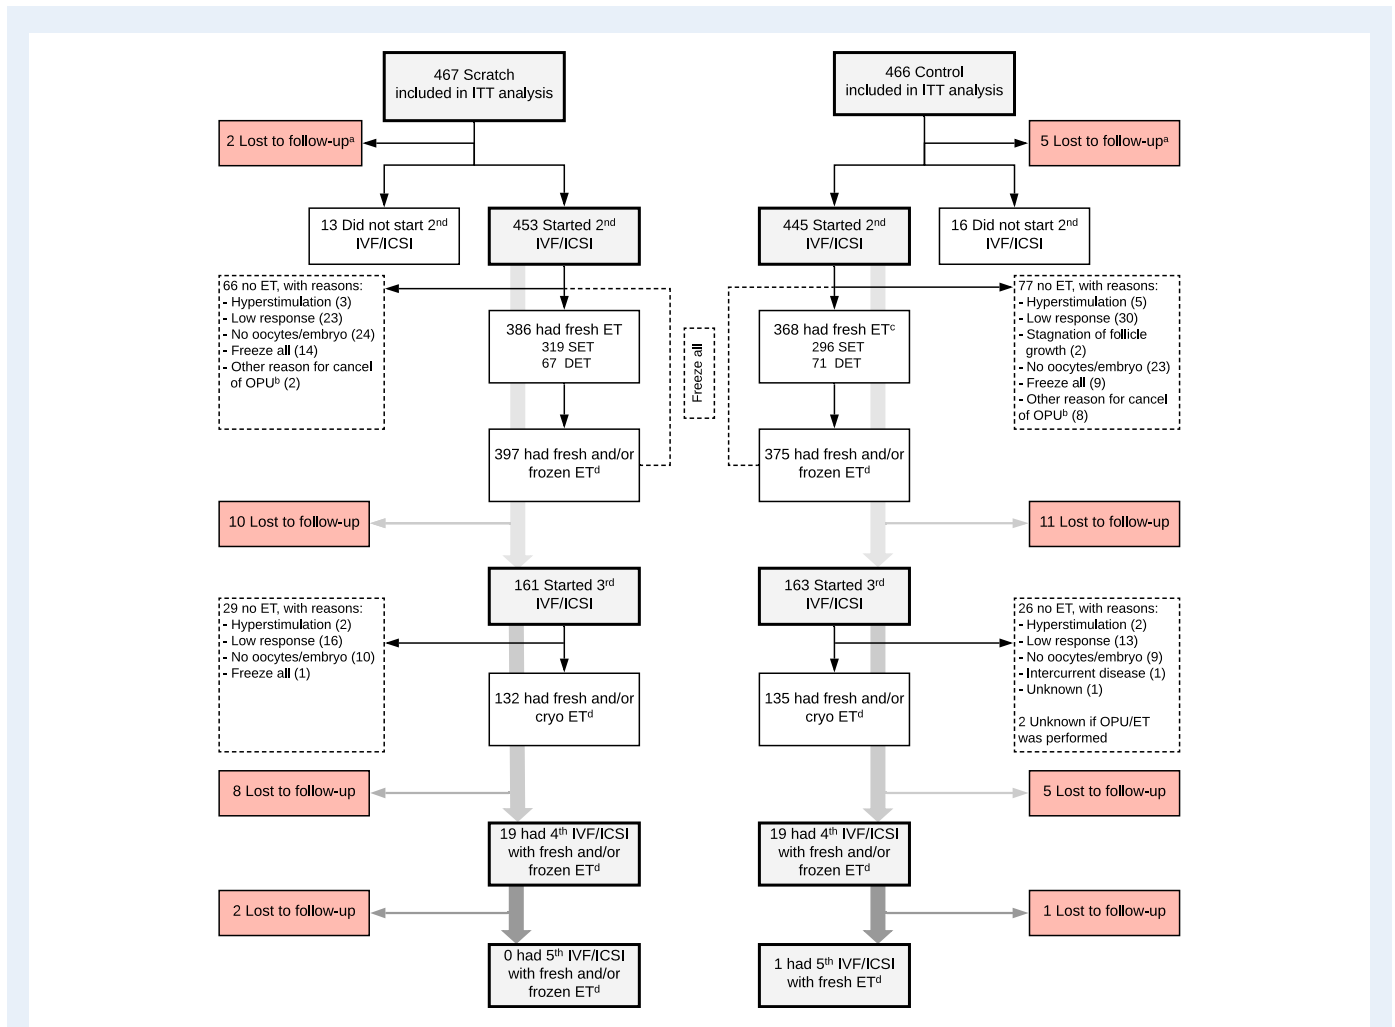 467 Scratch
included in ITT analysis
466 Control
included in ITT analysis
2 Lost to follow-upᵃ
5 Lost to follow-upᵃ
13 Did not start 2ⁿᵈ
IVF/ICSI
453 Started 2ⁿᵈ
IVF/ICSI
445 Started 2ⁿᵈ
IVF/ICSI
16 Did not start 2ⁿᵈ
IVF/ICSI
66 no ET, with reasons:
- Hyperstimulation (3)
- Low response (23)
- No oocytes/embryo (24)
- Freeze all (14)
- Other reason for cancel
of OPUᵇ (2)
386 had fresh ET
319 SET
67 DET
Freeze all
368 had fresh ETᶜ
296 SET
71 DET
77 no ET, with reasons:
- Hyperstimulation (5)
- Low response (30)
- Stagnation of follicle
growth (2)
- No oocytes/embryo (23)
- Freeze all (9)
- Other reason for cancel
of OPUᵇ (8)
397 had fresh and/or
frozen ETᵈ
375 had fresh and/or
frozen ETᵈ
10 Lost to follow-up
11 Lost to follow-up
161 Started 3ʳᵈ
IVF/ICSI
163 Started 3ʳᵈ
IVF/ICSI
29 no ET, with reasons:
- Hyperstimulation (2)
- Low response (16)
- No oocytes/embryo (10)
- Freeze all (1)
132 had fresh and/or
cryo ETᵈ
135 had fresh and/or
cryo ETᵈ
26 no ET, with reasons:
- Hyperstimulation (2)
- Low response (13)
- No oocytes/embryo (9)
- Intercurrent disease (1)
- Unknown (1)
2 Unknown if OPU/ET
was performed
8 Lost to follow-up
5 Lost to follow-up
19 had 4ᵗʰ IVF/ICSI
with fresh and/or
frozen ETᵈ
19 had 4ᵗʰ IVF/ICSI
with fresh and/or
frozen ETᵈ
2 Lost to follow-up
1 Lost to follow-up
0 had 5ᵗʰ IVF/ICSI
with fresh and/or
frozen ETᵈ
1 had 5ᵗʰ IVF/ICSI
with fresh ETᵈ